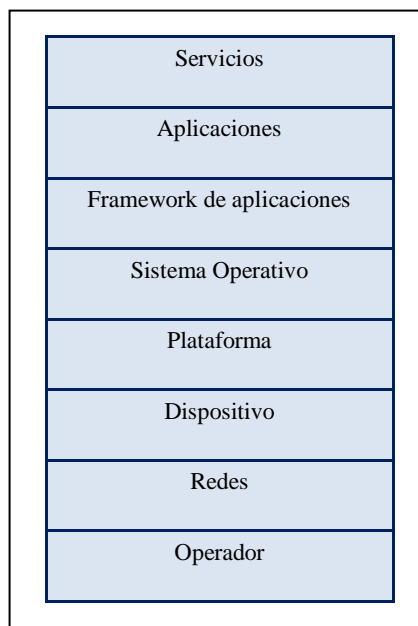 Servicios
Aplicaciones
Framework de aplicaciones
Sistema Operativo
Plataforma
Dispositivo
Redes
Operador